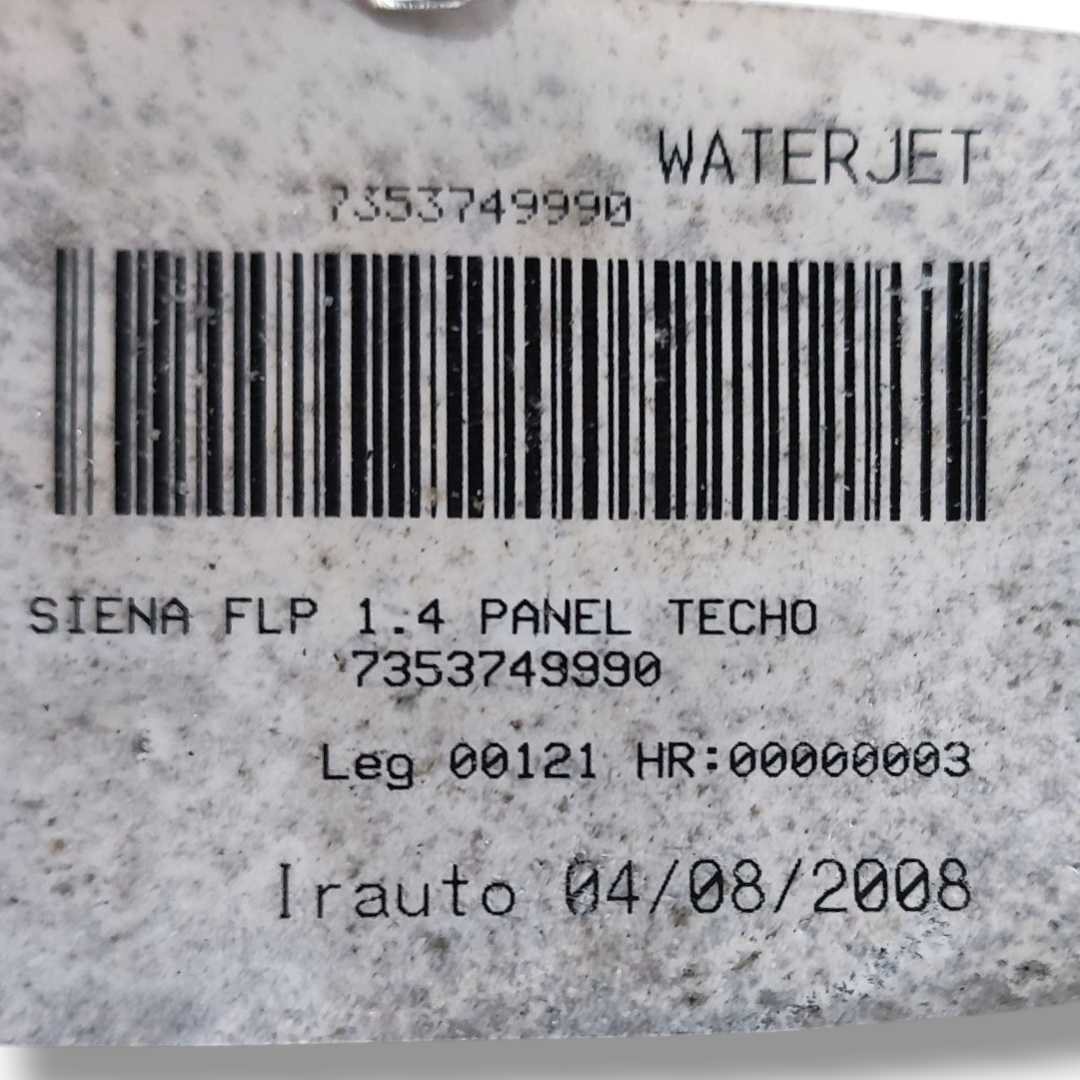 WATERJET
7353749990
SIENA FLP 1.4 PANEL TECHO
7353749990
Leg 00121 HR:00000003
Irauto 04/08/2008